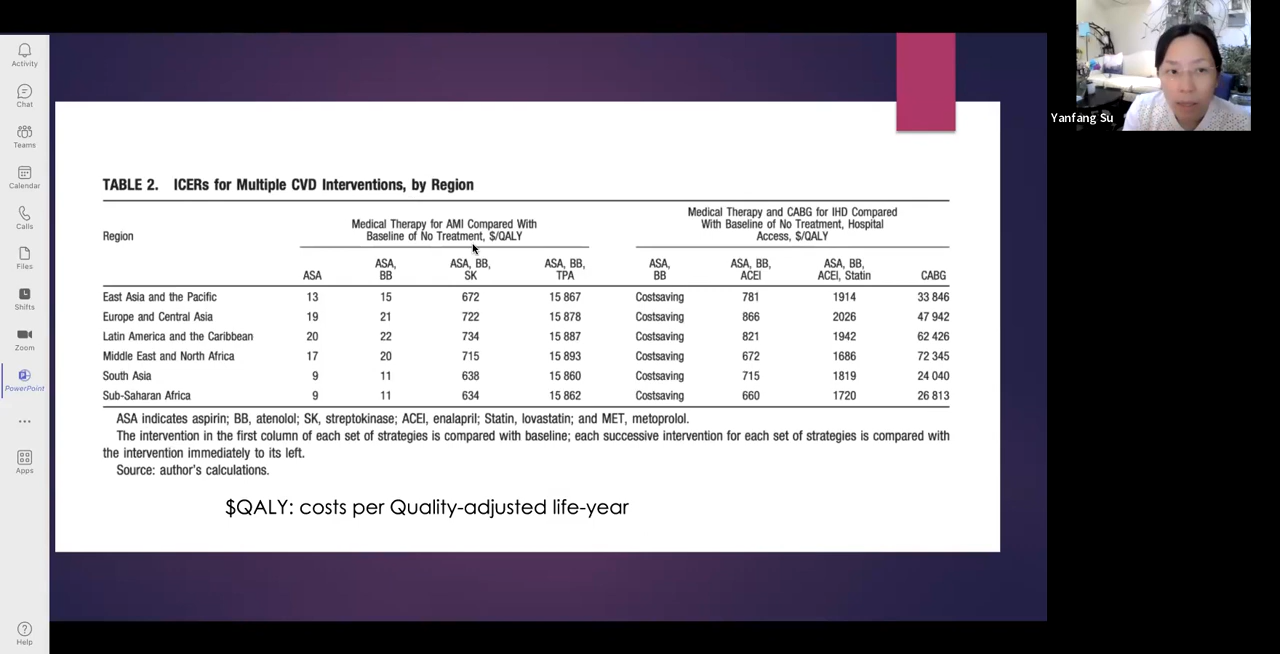 Activity
Chat
Teams
Calendar
Calls
Files
Shifts
Zoom
PowerPoint
Apps
Help
Yanfang Su
TABLE 2. ICERs for Multiple CVD Interventions, by Region
Region
Medical Therapy for AMI Compared With
Baseline of No Treatment, $/QALY
Medical Therapy and CABG for IHD Compared
With Baseline of No Treatment, Hospital
Access, $/QALY
ASA
ASA,
BB
ASA, BB,
SK
ASA, BB,
TPA
ASA,
BB
ASA, BB,
ACEI
ASA, BB,
ACEI, Statin
CABG
East Asia and the Pacific 13 15 672 15 867 Costsaving 781 1914 33 846
Europe and Central Asia 19 21 722 15 878 Costsaving 866 2026 47 942
Latin America and the Caribbean 20 22 734 15 887 Costsaving 821 1942 62 426
Middle East and North Africa 17 20 715 15 893 Costsaving 672 1686 72 345
South Asia 9 11 638 15 860 Costsaving 715 1819 24 040
Sub-Saharan Africa 9 11 634 15 862 Costsaving 660 1720 26 813
ASA indicates aspirin; BB, atenolol; SK, streptokinase; ACEI, enalapril; Statin, lovastatin; and MET, metoprolol.
The intervention in the first column of each set of strategies is compared with baseline; each successive intervention for each set of strategies is compared with
the intervention immediately to its left.
Source: author's calculations.
$QALY: costs per Quality-adjusted life-year